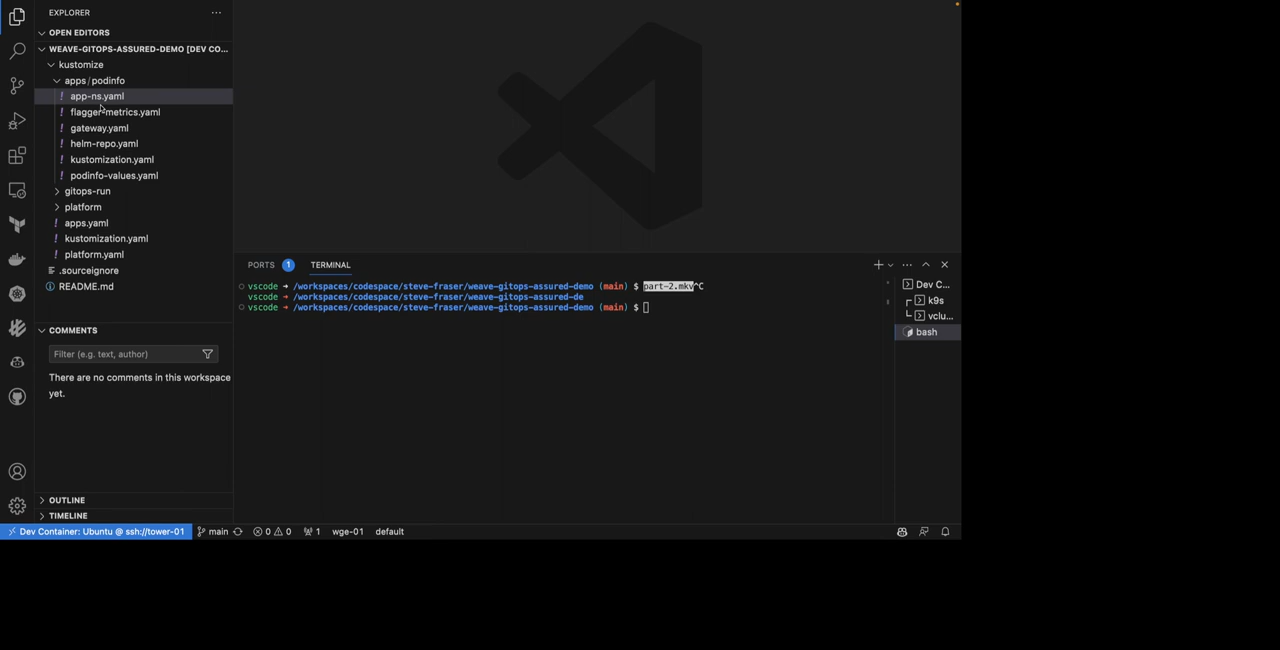 EXPLORER
OPEN EDITORS
WEAVE-GITOPS-ASSURED-DEMO [DEV CO...
kustomize
apps / podinfo
! app-ns.yaml
! flagger-metrics.yaml
! gateway.yaml
! helm-repo.yaml
! kustomization.yaml
! podinfo-values.yaml
gitops-run
platform
! apps.yaml
! kustomization.yaml
! platform.yaml
.sourceignore
README.md
COMMENTS
Filter (e.g. text, author)
There are no comments in this workspace
yet.
OUTLINE
TIMELINE
PORTS 1 TERMINAL
vscode → /workspaces/codespace/steve-fraser/weave-gitops-assured-demo (main) $ part-2.mkv^C
vscode → /workspaces/codespace/steve-fraser/weave-gitops-assured-de
vscode → /workspaces/codespace/steve-fraser/weave-gitops-assured-demo (main) $
Dev C...
k9s
vclu...
bash
Dev Container: Ubuntu @ ssh://tower-01 main 0 0 1 wge-01 default